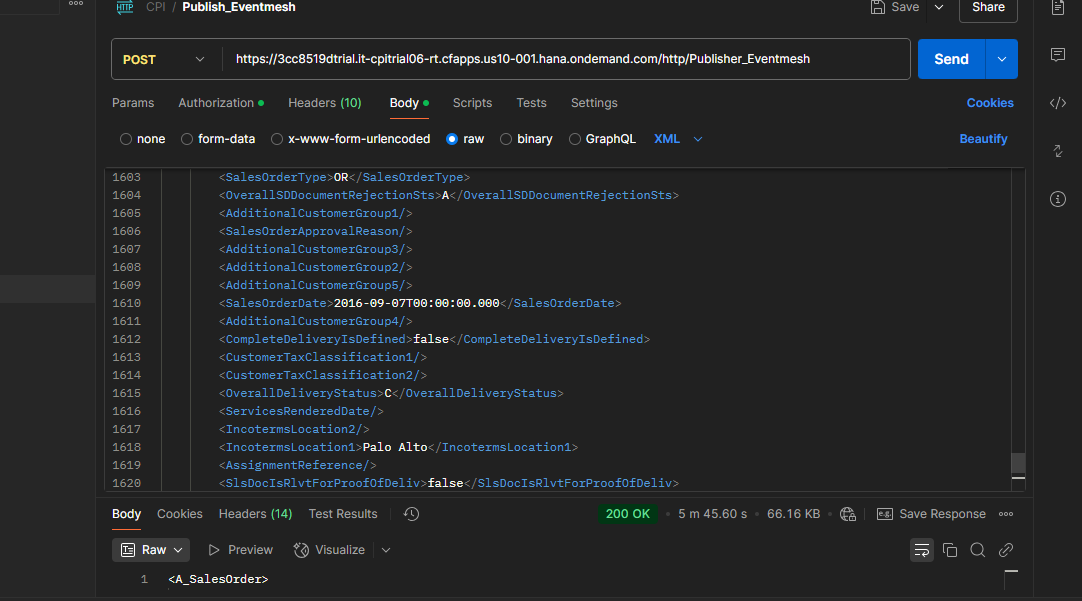 HTTP CPI / Publish_Eventmesh Save Share
POST https://3cc8519dtrial.it-cpitrial06-rt.cfapps.us10-001.hana.ondemand.com/http/Publisher_Eventmesh Send
Params Authorization Headers (10) Body Scripts Tests Settings Cookies
none form-data x-www-form-urlencoded raw binary GraphQL XML Beautify
1603 <SalesOrderType>OR</SalesOrderType>
1604 <OverallSDDocumentRejectionSts>A</OverallSDDocumentRejectionSts>
1605 <AdditionalCustomerGroup1/>
1606 <SalesOrderApprovalReason/>
1607 <AdditionalCustomerGroup3/>
1608 <AdditionalCustomerGroup2/>
1609 <AdditionalCustomerGroup5/>
1610 <SalesOrderDate>2016-09-07T00:00:00.000</SalesOrderDate>
1611 <AdditionalCustomerGroup4/>
1612 <CompleteDeliveryIsDefined>false</CompleteDeliveryIsDefined>
1613 <CustomerTaxClassification1/>
1614 <CustomerTaxClassification2/>
1615 <OverallDeliveryStatus>C</OverallDeliveryStatus>
1616 <ServicesRenderedDate/>
1617 <IncotermsLocation2/>
1618 <IncotermsLocation1>Palo Alto</IncotermsLocation1>
1619 <AssignmentReference/>
1620 <SlsDocIsRlvtForProofOfDeliv>false</SlsDocIsRlvtForProofOfDeliv>
Body Cookies Headers (14) Test Results 200 OK • 5 m 45.60 s • 66.16 KB • e.g. Save Response
Raw Preview Visualize
1 <A_SalesOrder>